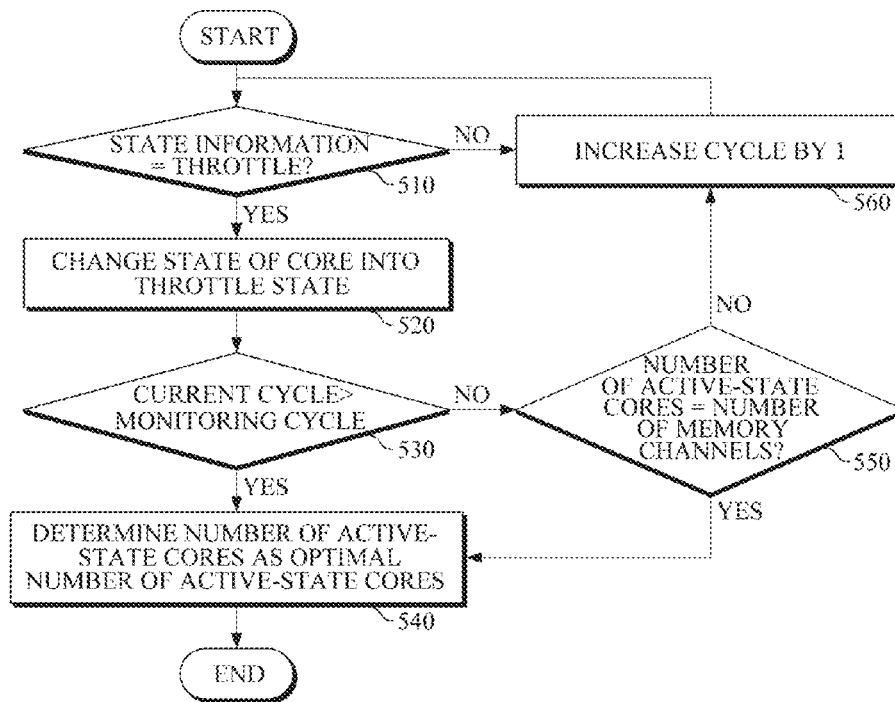 START
STATE INFORMATION
= THROTTLE?
510
NO
INCREASE CYCLE BY 1
560
YES
CHANGE STATE OF CORE INTO
THROTTLE STATE
520
NO
CURRENT CYCLE>
MONITORING CYCLE
530
NO
NUMBER
OF ACTIVE-STATE
CORES = NUMBER
OF MEMORY
CHANNELS?
550
YES
YES
DETERMINE NUMBER OF ACTIVE-
STATE CORES AS OPTIMAL
NUMBER OF ACTIVE-STATE CORES
540
END